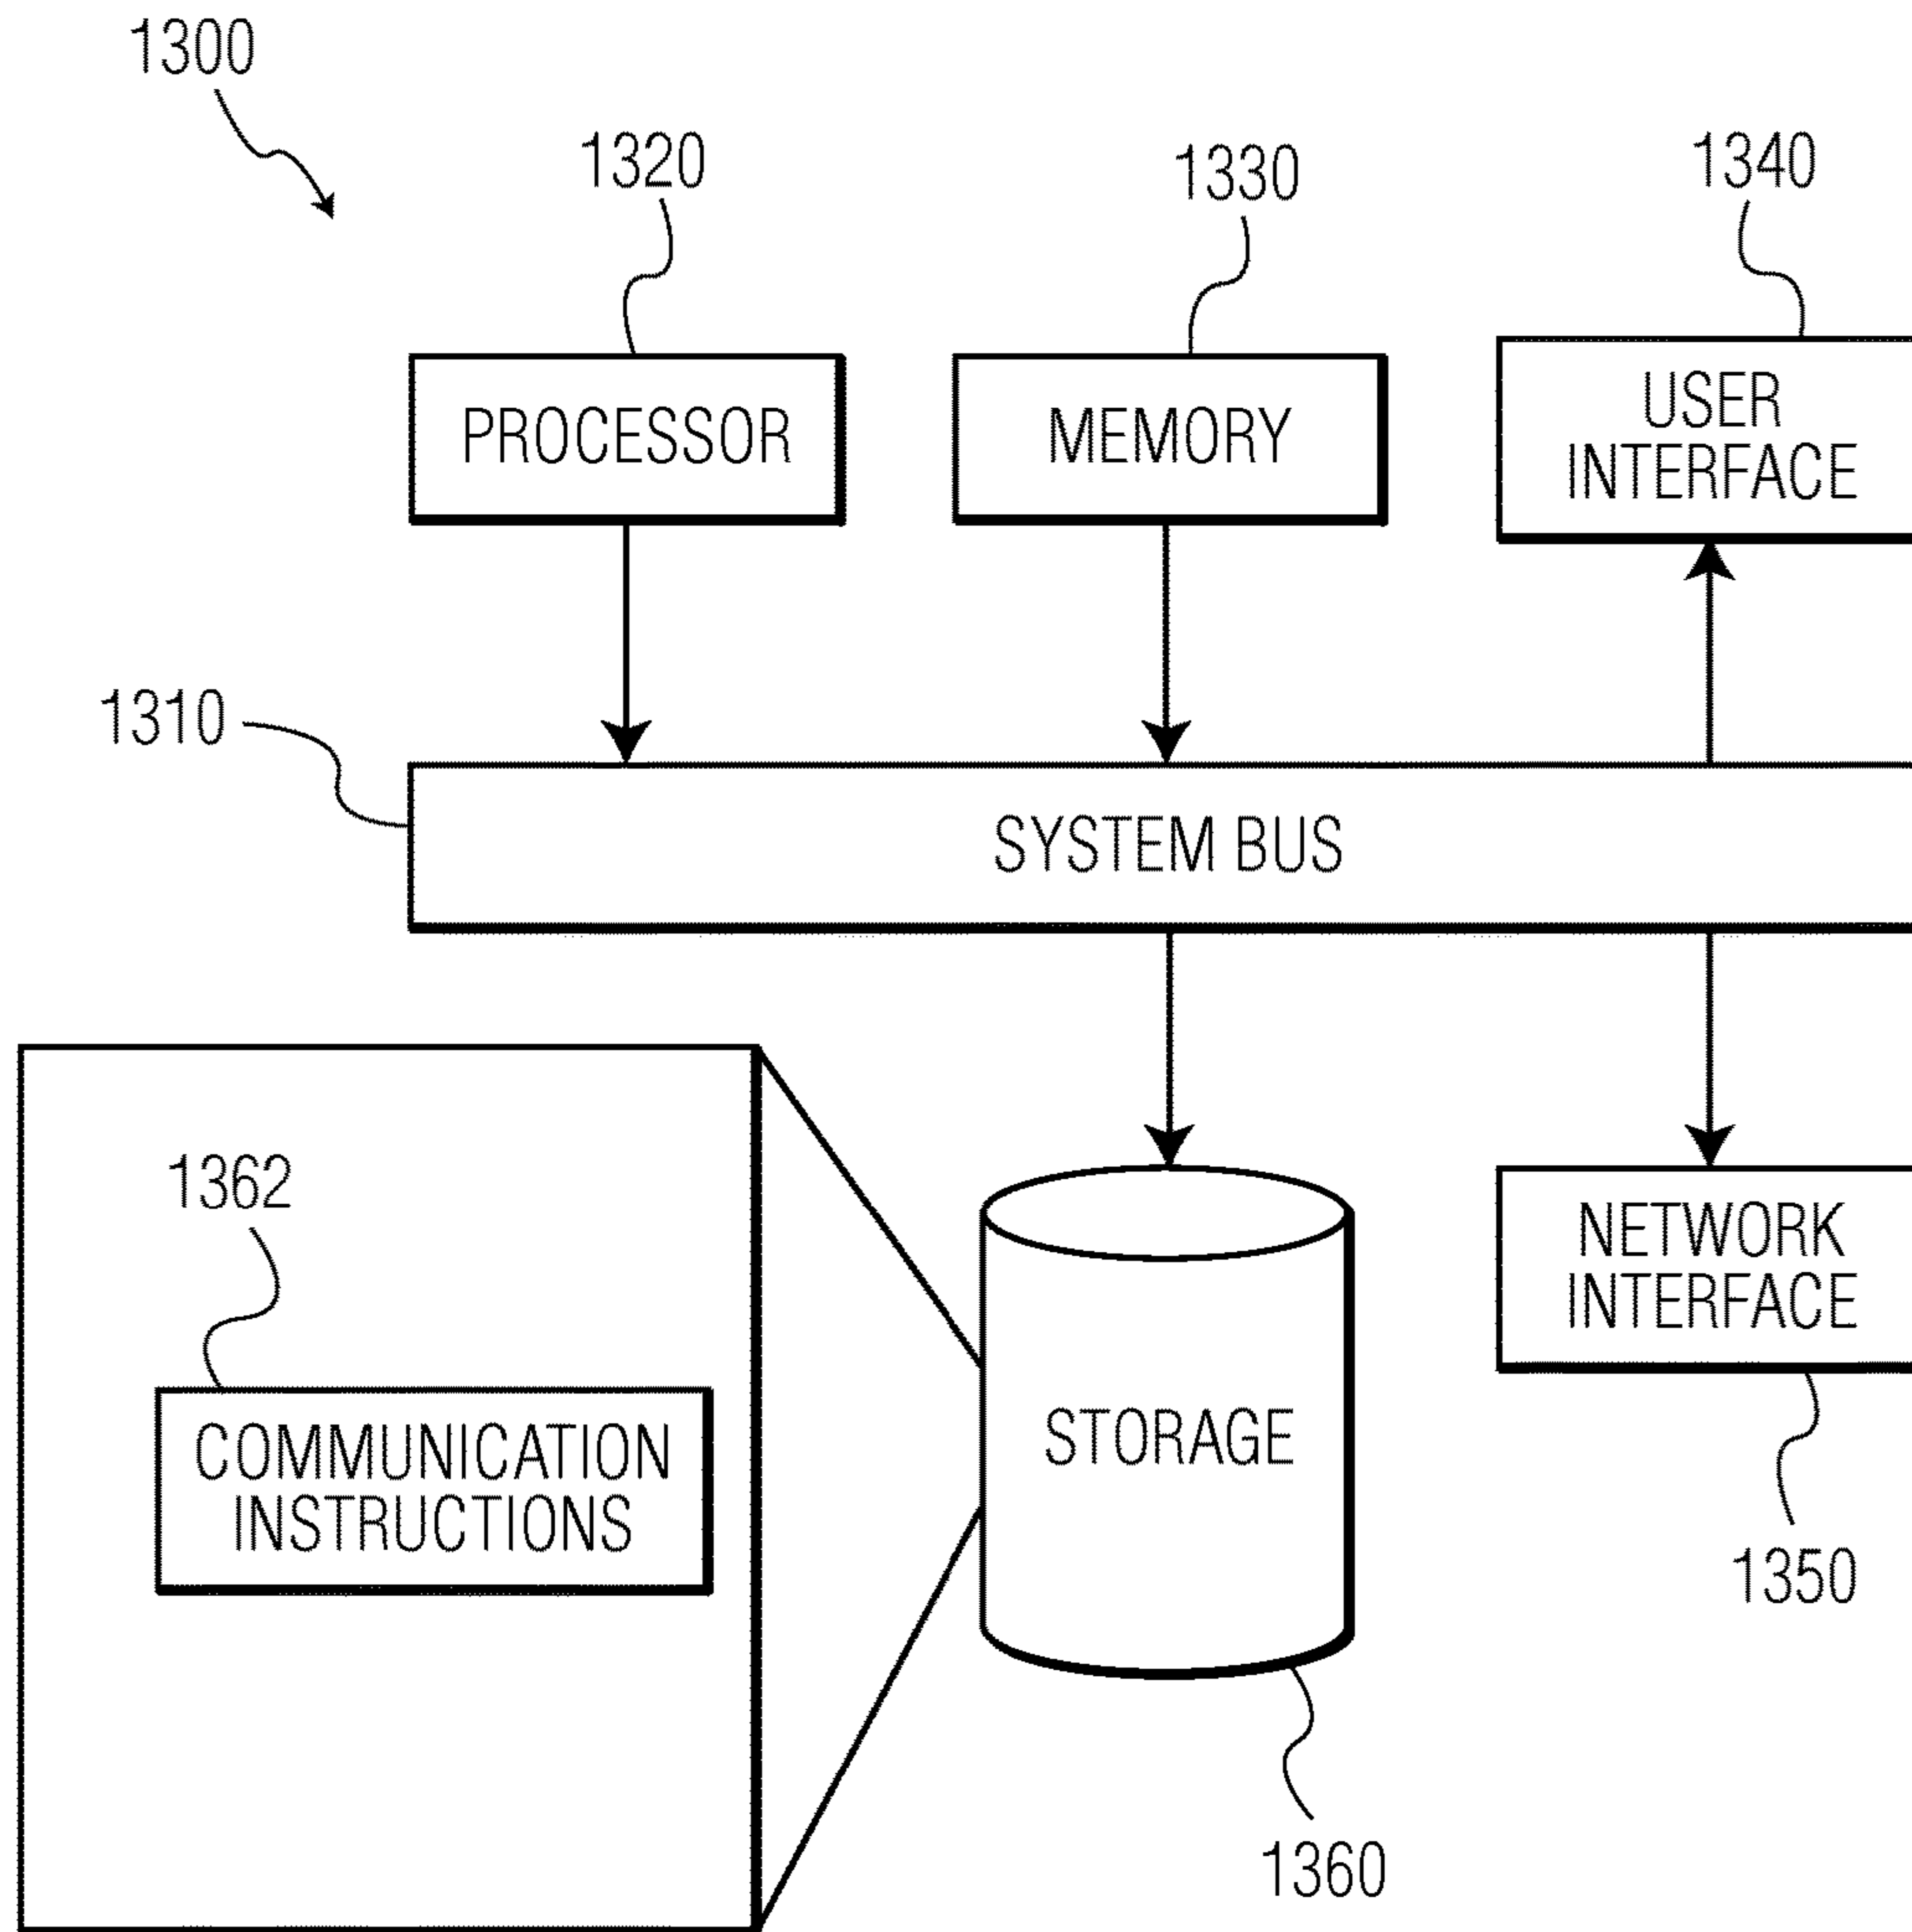 1300
1320
1330
1340
PROCESSOR
MEMORY
USER
INTERFACE
1310
SYSTEM BUS
1362
COMMUNICATION
INSTRUCTIONS
STORAGE
NETWORK
INTERFACE
1350
1360